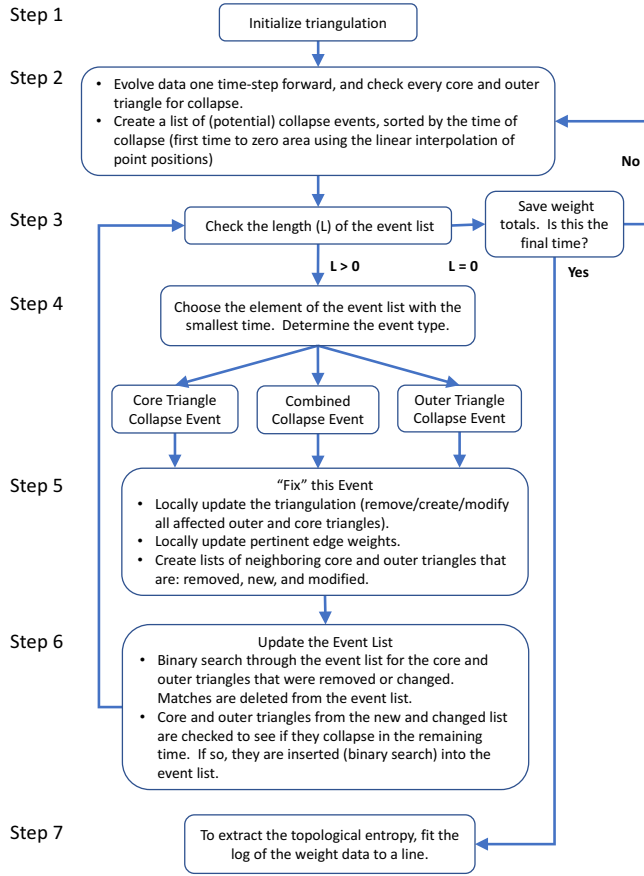 Step 1
Initialize triangulation
Step 2
• Evolve data one time-step forward, and check every core and outer
triangle for collapse.
• Create a list of (potential) collapse events, sorted by the time of
collapse (first time to zero area using the linear interpolation of
point positions)
No
Step 3
Check the length (L) of the event list
Save weight
totals. Is this the
final time?
L > 0
L = 0
Yes
Step 4
Choose the element of the event list with the
smallest time. Determine the event type.
Core Triangle
Collapse Event
Combined
Collapse Event
Outer Triangle
Collapse Event
Step 5
“Fix” this Event
• Locally update the triangulation (remove/create/modify
all affected outer and core triangles).
• Locally update pertinent edge weights.
• Create lists of neighboring core and outer triangles that
are: removed, new, and modified.
Step 6
Update the Event List
• Binary search through the event list for the core and
outer triangles that were removed or changed.
Matches are deleted from the event list.
• Core and outer triangles from the new and changed list
are checked to see if they collapse in the remaining
time. If so, they are inserted (binary search) into the
event list.
Step 7
To extract the topological entropy, fit the
log of the weight data to a line.